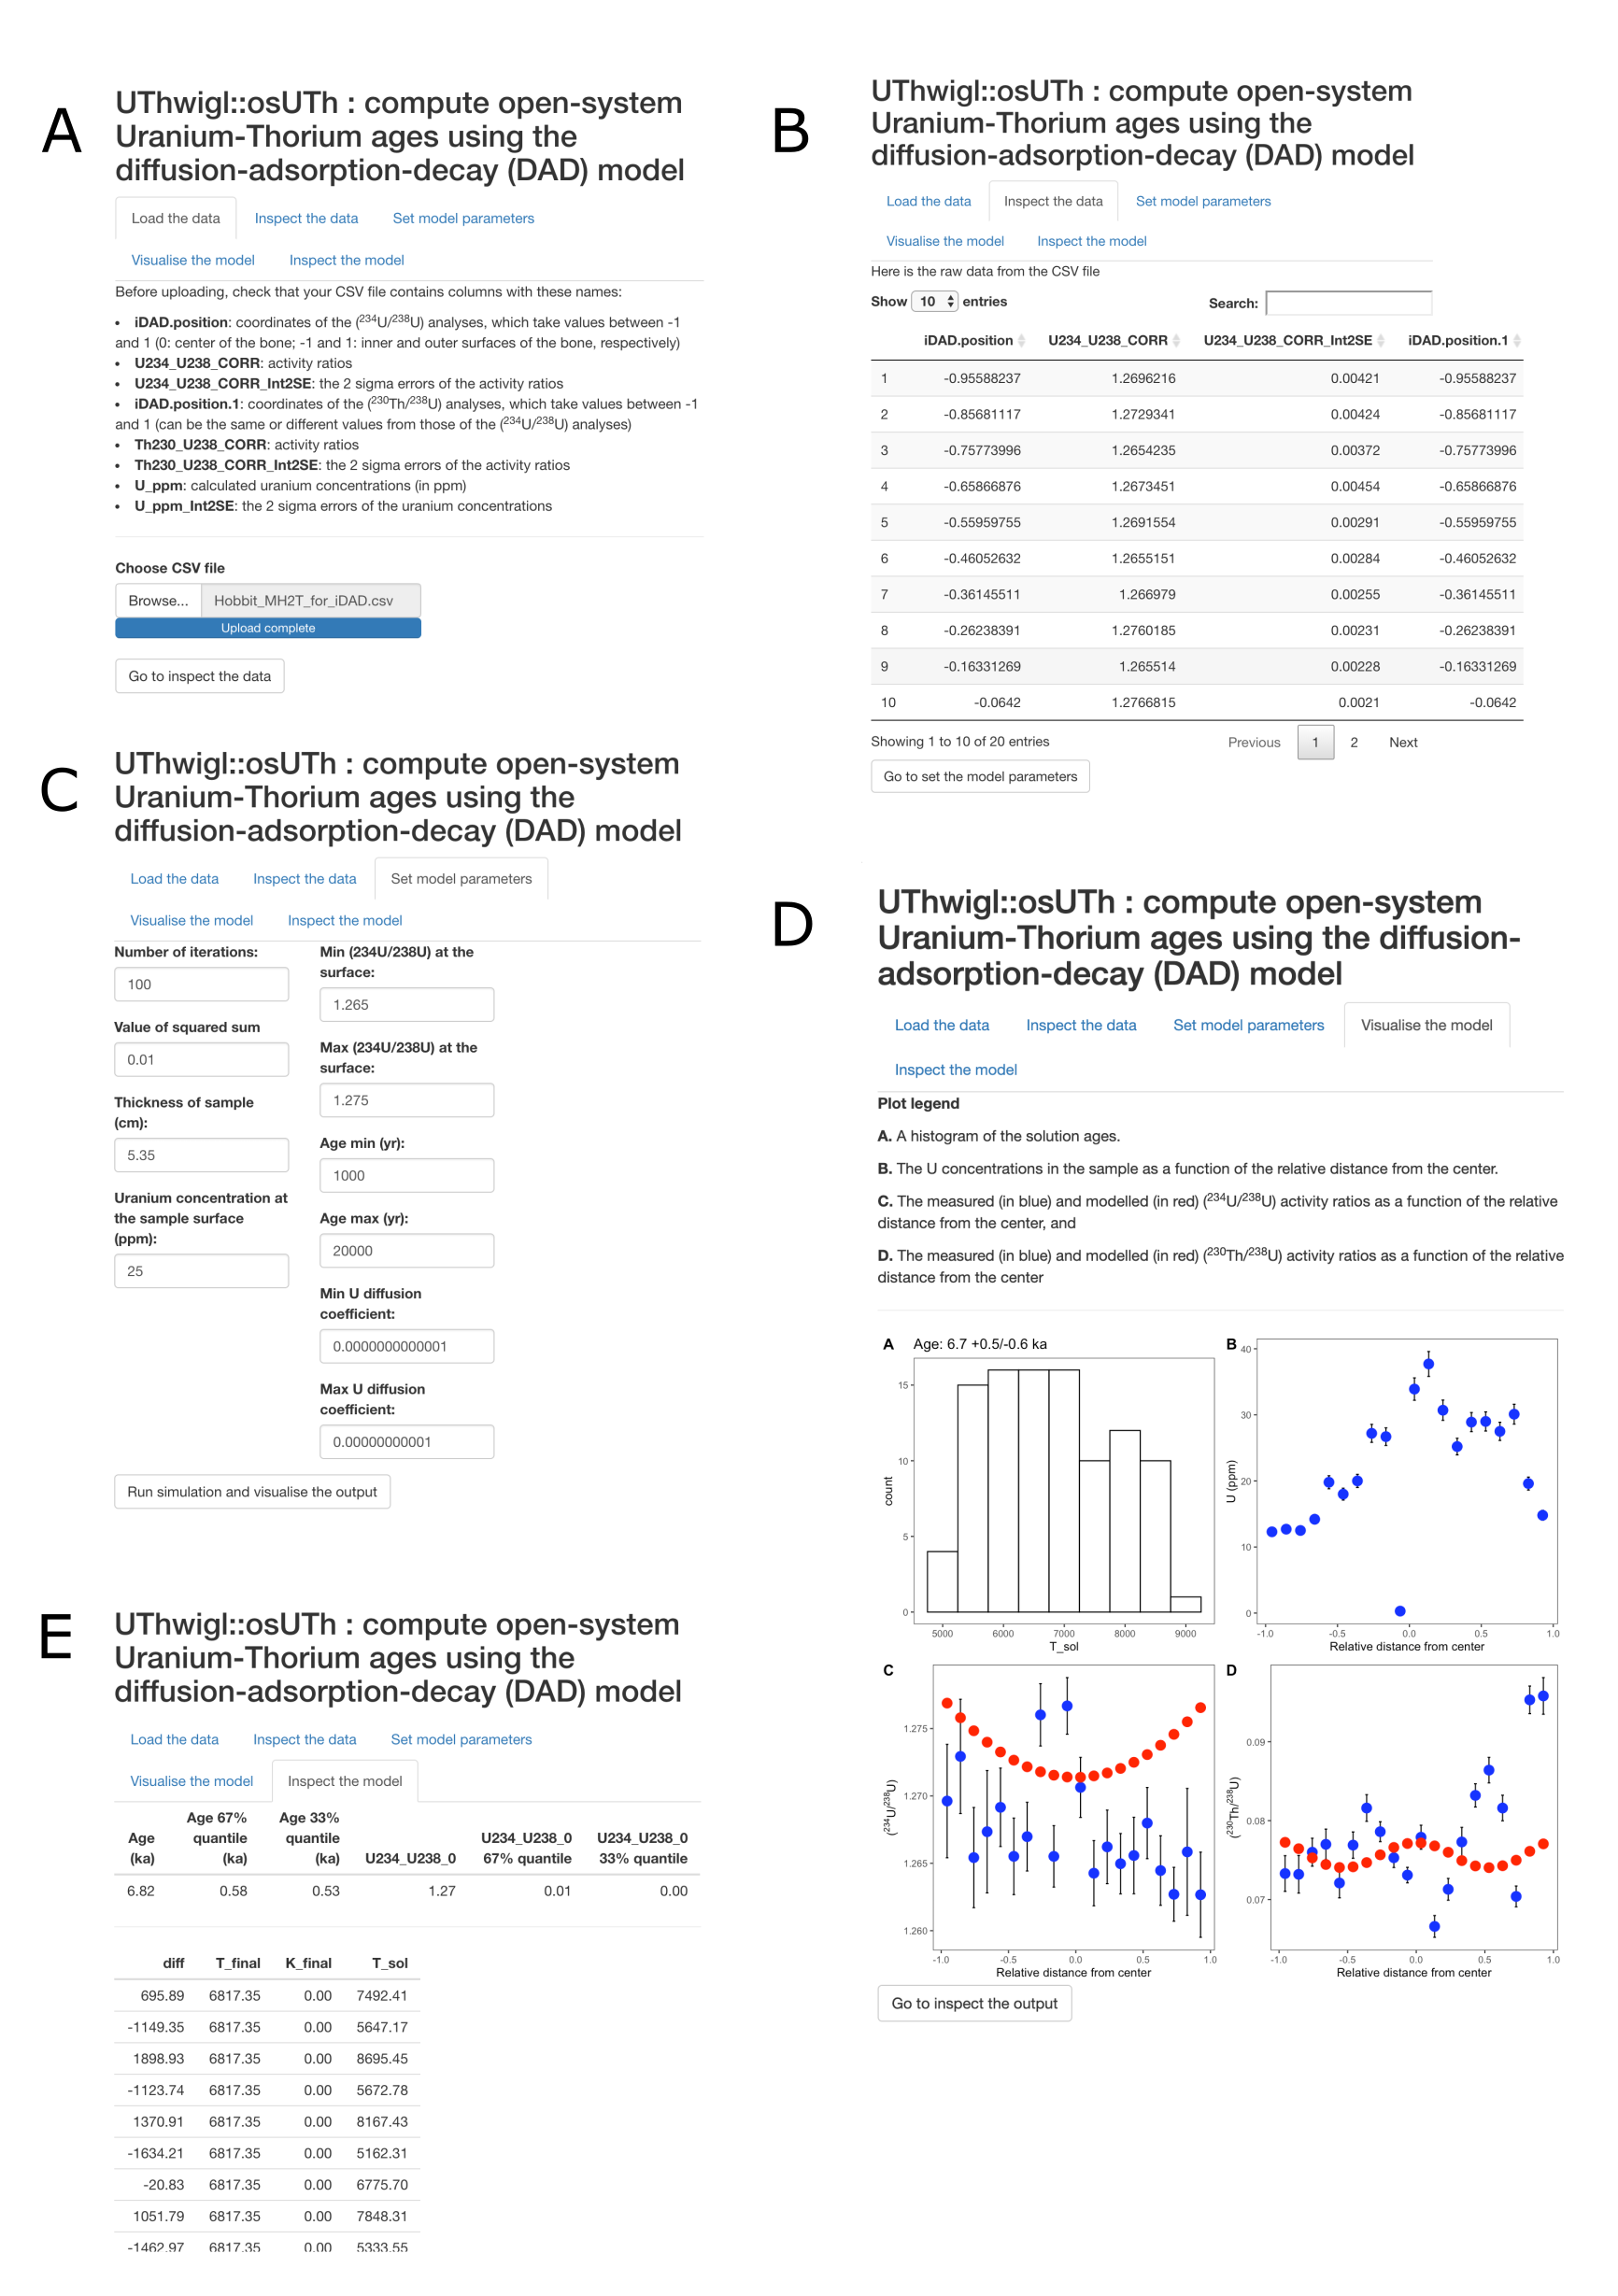 A
UThwigl::osUTh : compute open-system
Uranium-Thorium ages using the
diffusion-adsorption-decay (DAD) model
Load the data Inspect the data Set model parameters
Visualise the model Inspect the model
Before uploading, check that your CSV file contains columns with these names:
• iDAD.position: coordinates of the (²³⁴U/²³⁸U) analyses, which take values between -1
and 1 (0: center of the bone; -1 and 1: inner and outer surfaces of the bone, respectively)
• U234_U238_CORR: activity ratios
• U234_U238_CORR_Int2SE: the 2 sigma errors of the activity ratios
• iDAD.position.1: coordinates of the (²³⁰Th/²³⁸U) analyses, which take values between -1
and 1 (can be the same or different values from those of the (²³⁴U/²³⁸U) analyses)
• Th230_U238_CORR: activity ratios
• Th230_U238_CORR_Int2SE: the 2 sigma errors of the activity ratios
• U_ppm: calculated uranium concentrations (in ppm)
• U_ppm_Int2SE: the 2 sigma errors of the uranium concentrations
Choose CSV file
Browse... Hobbit_MH2T_for_iDAD.csv
Upload complete
Go to inspect the data
B
UThwigl::osUTh : compute open-system
Uranium-Thorium ages using the
diffusion-adsorption-decay (DAD) model
Load the data Inspect the data Set model parameters
Visualise the model Inspect the model
Here is the raw data from the CSV file
Show 10 entries Search:
iDAD.position U234_U238_CORR U234_U238_CORR_Int2SE iDAD.position.1
1 -0.95588237 1.2696216 0.00421 -0.95588237
2 -0.85681117 1.2729341 0.00424 -0.85681117
3 -0.75773996 1.2654235 0.00372 -0.75773996
4 -0.65866876 1.2673451 0.00454 -0.65866876
5 -0.55959755 1.2691554 0.00291 -0.55959755
6 -0.46052632 1.2655151 0.00284 -0.46052632
7 -0.36145511 1.266979 0.00255 -0.36145511
8 -0.26238391 1.2760185 0.00231 -0.26238391
9 -0.16331269 1.265514 0.00228 -0.16331269
10 -0.0642 1.2766815 0.0021 -0.0642
Showing 1 to 10 of 20 entries Previous 1 2 Next
Go to set the model parameters
C
UThwigl::osUTh : compute open-system
Uranium-Thorium ages using the
diffusion-adsorption-decay (DAD) model
Load the data Inspect the data Set model parameters
Visualise the model Inspect the model
Number of iterations:
100
Value of squared sum
0.01
Thickness of sample
(cm):
5.35
Uranium concentration at
the sample surface
(ppm):
25
Min (234U/238U) at the
surface:
1.265
Max (234U/238U) at the
surface:
1.275
Age min (yr):
1000
Age max (yr):
20000
Min U diffusion
coefficient:
0.0000000000001
Max U diffusion
coefficient:
0.00000000001
Run simulation and visualise the output
D
UThwigl::osUTh : compute open-system
Uranium-Thorium ages using the diffusion-
adsorption-decay (DAD) model
Load the data Inspect the data Set model parameters Visualise the model
Inspect the model
Plot legend
A. A histogram of the solution ages.
B. The U concentrations in the sample as a function of the relative distance from the center.
C. The measured (in blue) and modelled (in red) (²³⁴U/²³⁸U) activity ratios as a function of the relative
distance from the center, and
D. The measured (in blue) and modelled (in red) (²³⁰Th/²³⁸U) activity ratios as a function of the relative
distance from the center
A Age: 6.7 +0.5/-0.6 ka
15
10
5
0
count
5000 6000 7000 8000 9000
T_sol
B
40
30
20
10
0
U (ppm)
-1.0 -0.5 0.0 0.5 1.0
Relative distance from center
C
1.275
1.270
1.265
1.260
(²³⁴U/²³⁸U)
-1.0 -0.5 0.0 0.5 1.0
Relative distance from center
D
0.09
0.08
0.07
(²³⁰Th/²³⁸U)
-1.0 -0.5 0.0 0.5 1.0
Relative distance from center
Go to inspect the output
E
UThwigl::osUTh : compute open-system
Uranium-Thorium ages using the
diffusion-adsorption-decay (DAD) model
Load the data Inspect the data Set model parameters
Visualise the model Inspect the model
Age 67% Age 33%
Age quantile quantile U234_U238_0 U234_U238_0
(ka) (ka) (ka) U234_U238_0 67% quantile 33% quantile
6.82 0.58 0.53 1.27 0.01 0.00
diff T_final K_final T_sol
695.89 6817.35 0.00 7492.41
-1149.35 6817.35 0.00 5647.17
1898.93 6817.35 0.00 8695.45
-1123.74 6817.35 0.00 5672.78
1370.91 6817.35 0.00 8167.43
-1634.21 6817.35 0.00 5162.31
-20.83 6817.35 0.00 6775.70
1051.79 6817.35 0.00 7848.31
-1462.97 6817.35 0.00 5333.55